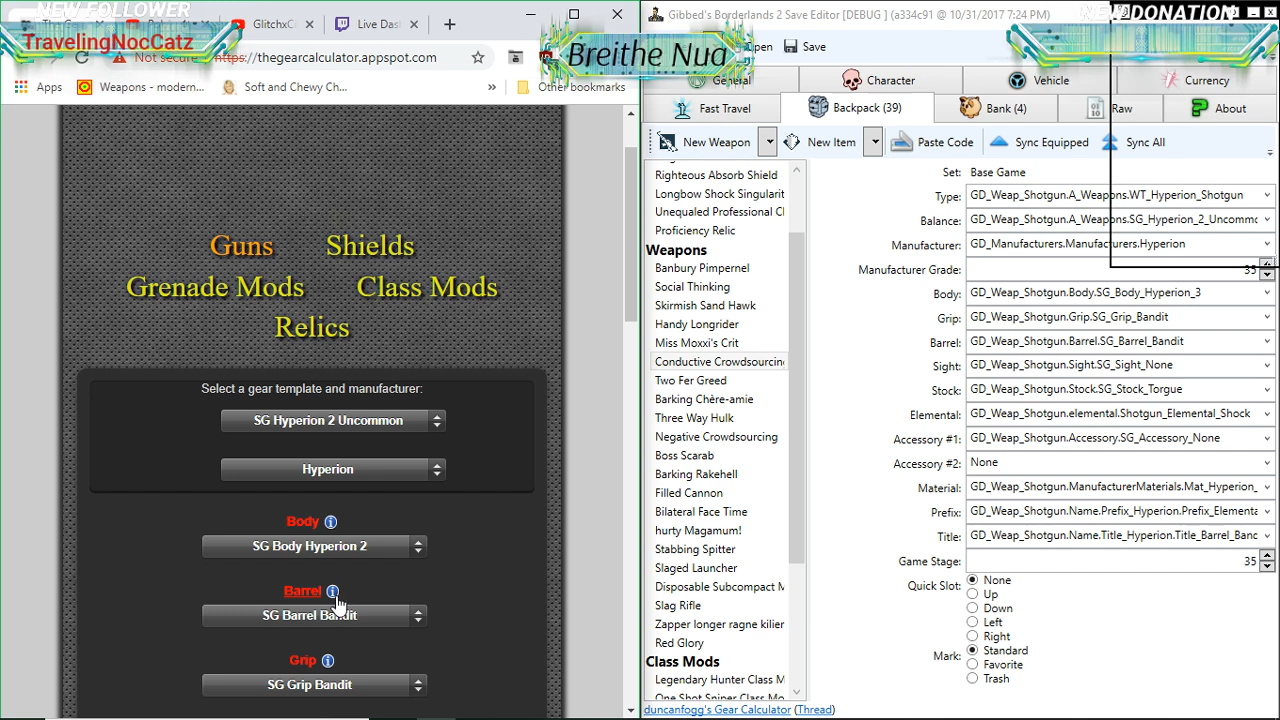 GlitchxC
Live Das
NEW FOLLOWER
TravelingNocCatz
Not secure
https://thegearcalculator.appspot.com
Apps
Weapons - modern...
Soft and Chewy Ch...
»
Other bookmarks
Breithe Nua
Guns
Shields
Grenade Mods
Class Mods
Relics
Select a gear template and manufacturer:
SG Hyperion 2 Uncommon
Hyperion
Body
SG Body Hyperion 2
Barrel
SG Barrel Bandit
Grip
SG Grip Bandit
Gibbed's Borderlands 2 Save Editor [DEBUG] (a334c91 @ 10/31/2017 7:24 PM)
NEW DONATION
Open
Save
General
Character
Vehicle
Currency
Fast Travel
Backpack (39)
Bank (4)
Raw
About
New Weapon
New Item
Paste Code
Sync Equipped
Sync All
Righteous Absorb Shield
Longbow Shock Singularit
Unequaled Professional Cl
Proficiency Relic
Weapons
Banbury Pimpernel
Social Thinking
Skirmish Sand Hawk
Handy Longrider
Miss Moxxi's Crit
Conductive Crowdsourcing
Two Fer Greed
Barking Chère-amie
Three Way Hulk
Negative Crowdsourcing
Boss Scarab
Barking Rakehell
Filled Cannon
Bilateral Face Time
hurty Magamum!
Stabbing Spitter
Slaged Launcher
Disposable Submoc
Slag Rifle
Zapper longer ragne killer
Red Glory
Class Mods
Legendary Hunter Class M
One Shot Sniper Class Mo
duncanfogg's Gear Calculator (Thread)
Set: Base Game
Type: GD_Weap_Shotgun.A_Weapons.WT_Hyperion_Shotgun
Balance: GD_Weap_Shotgun.A_Weapons.SG_Hyperion_2_Uncommo
Manufacturer: GD_Manufacturers.Manufacturers.Hyperion
Manufacturer Grade: 35
Body: GD_Weap_Shotgun.Body.SG_Body_Hyperion_3
Grip: GD_Weap_Shotgun.Grip.SG_Grip_Bandit
Barrel: GD_Weap_Shotgun.Barrel.SG_Barrel_Bandit
Sight: GD_Weap_Shotgun.Sight.SG_Sight_None
Stock: GD_Weap_Shotgun.Stock.SG_Stock_Torgue
Elemental: GD_Weap_Shotgun.elemental.Shotgun_Elemental_Shock
Accessory #1: GD_Weap_Shotgun.Accessory.SG_Accessory_None
Accessory #2: None
Material: GD_Weap_Shotgun.ManufacturerMaterials.Mat_Hyperion_
Prefix: GD_Weap_Shotgun.Name.Prefix_Hyperion.Prefix_Elementa
Title: GD_Weap_Shotgun.Name.Title_Hyperion.Title_Barrel_Banc
Game Stage: 35
Quick Slot: None
Up
Down
Left
Right
Mark: Standard
Favorite
Trash